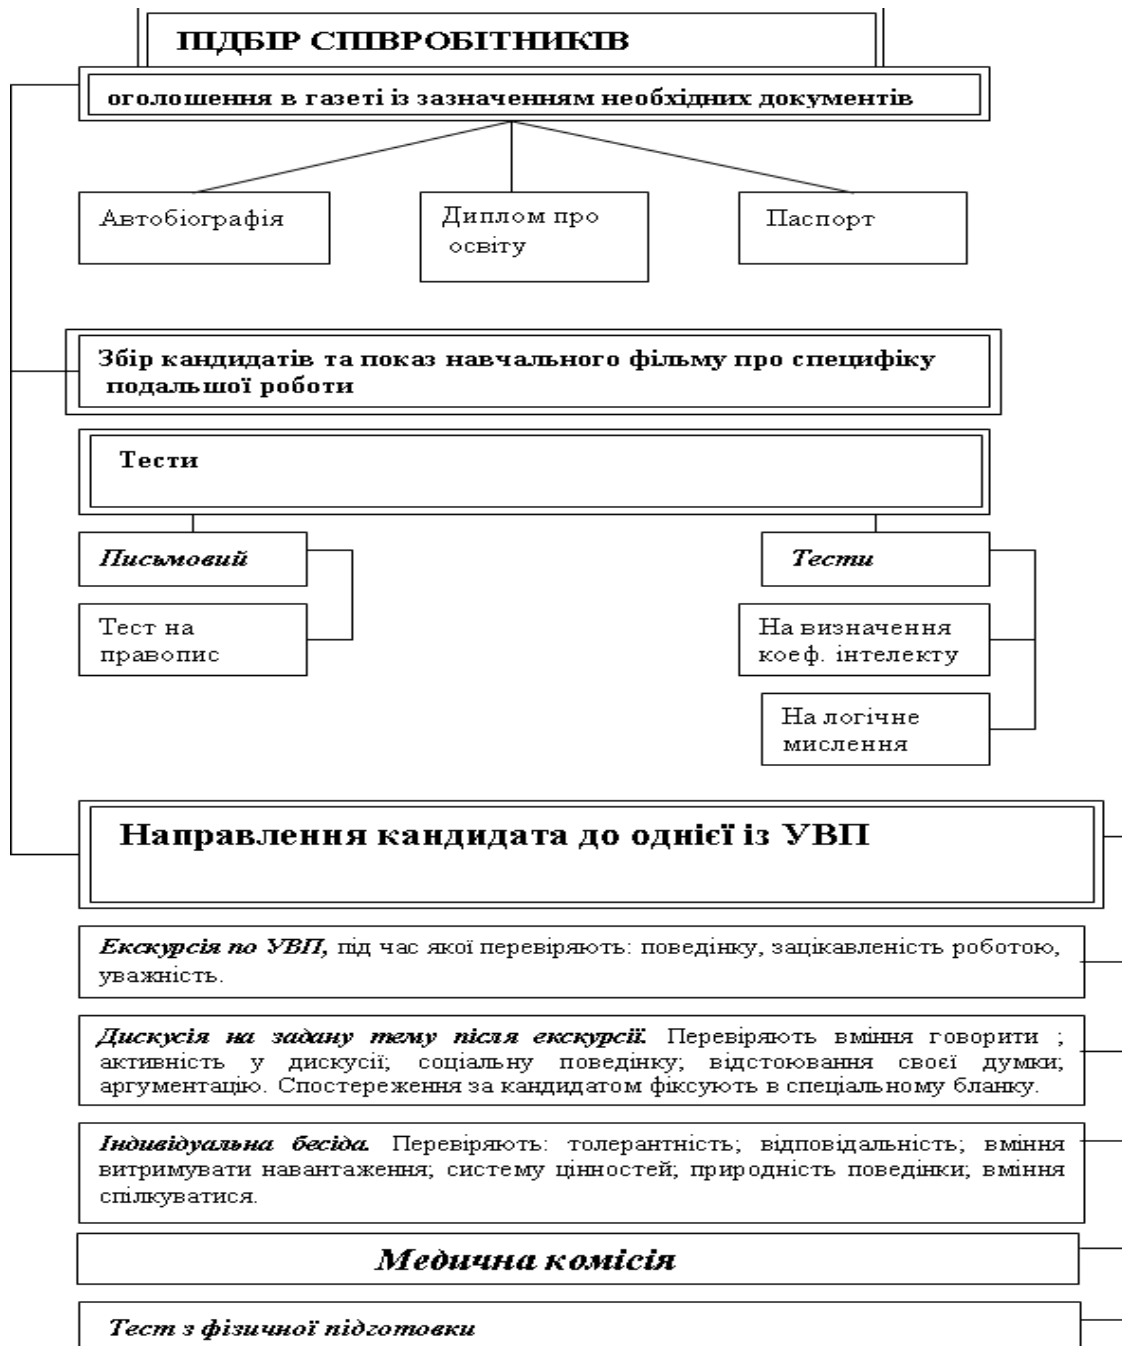 ПІДБІР СПІВРОБІТНИКІВ
оголошення в газеті із зазначенням необхідних документів
Автобіографія
Диплом про
освіту
Паспорт
Збір кандидатів та показ навчального фільму про специфіку
подальшої роботи
Тести
Письмовий
Тести
Тест на
правопис
На визначення
коеф. інтелекту
На логічне
мислення
Направлення кандидата до однієї із УВП
Екскурсія по УВП, під час якої перевіряють: поведінку, зацікавленість роботою,
уважність.
Дискусія на задану тему після екскурсії. Перевіряють вміння говорити ;
активність у дискусії; соціальну поведінку; відстоювання своєї думки;
аргументацію. Спостереження за кандидатом фіксують в спеціальному бланку.
Індивідуальна бесіда. Перевіряють: толерантність; відповідальність; вміння
витримувати навантаження; систему цінностей; природність поведінки; вміння
спілкуватися.
Медична комісія
Тест з фізичної підготовки